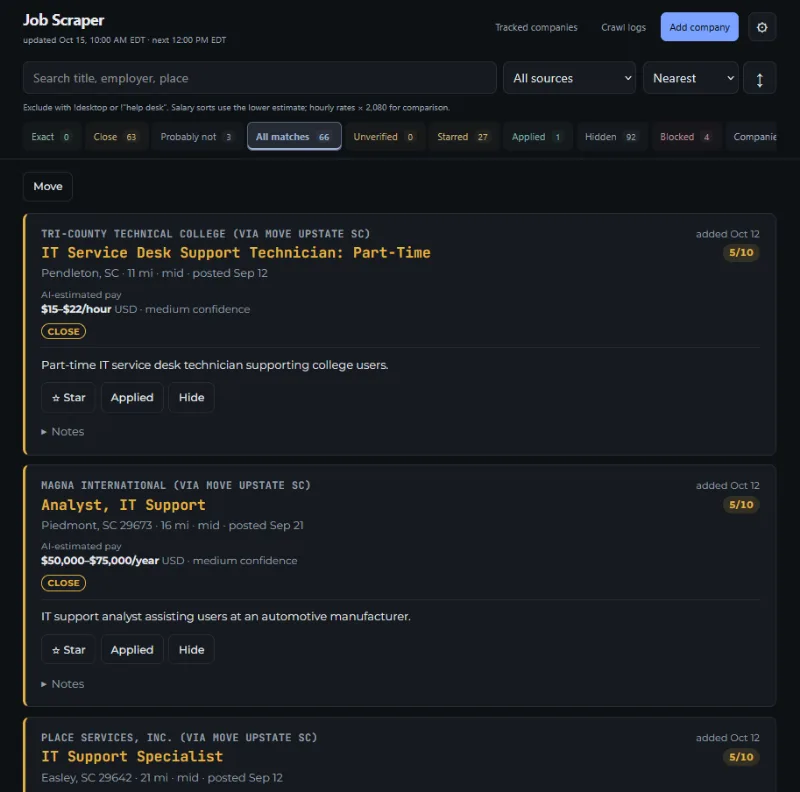 Job Scraper
updated Oct 15, 10:00 AM EDT · next 12:00 PM EDT
Tracked companies
Crawl logs
Add company
Search title, employer, place
All sources
Nearest
Exclude with !desktop or !"help desk". Salary sorts use the lower estimate; hourly rates × 2,080 for comparison.
Exact 0
Close 63
Probably not 3
All matches 66
Unverified 0
Starred 27
Applied 1
Hidden 92
Blocked 4
Companie
Move
TRI-COUNTY TECHNICAL COLLEGE (VIA MOVE UPSTATE SC)
added Oct 12
IT Service Desk Support Technician: Part-Time
5/10
Pendleton, SC · 11 mi · mid · posted Sep 12
AI-estimated pay
$15–$22/hour USD · medium confidence
CLOSE
Part-time IT service desk technician supporting college users.
☆ Star
Applied
Hide
▸ Notes
MAGNA INTERNATIONAL (VIA MOVE UPSTATE SC)
added Oct 12
Analyst, IT Support
5/10
Piedmont, SC 29673 · 16 mi · mid · posted Sep 21
AI-estimated pay
$50,000–$75,000/year USD · medium confidence
CLOSE
IT support analyst assisting users at an automotive manufacturer.
☆ Star
Applied
Hide
▸ Notes
PLACE SERVICES, INC. (VIA MOVE UPSTATE SC)
added Oct 12
IT Support Specialist
5/10
Easley, SC 29642 · 21 mi · mid · posted Sep 12